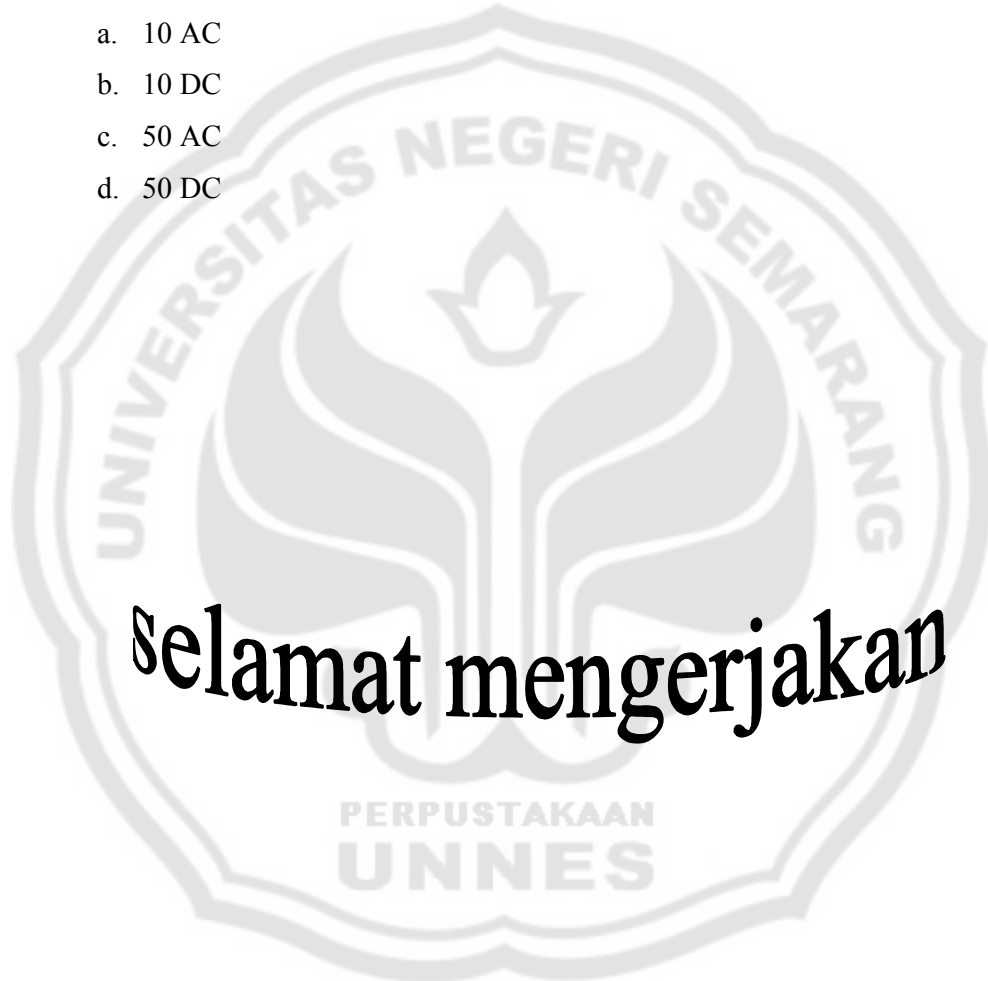 a. 10 AC
b. 10 DC
c. 50 AC
d. 50 DC
UNIVERSITAS NEGERI SEMARANG
selamat mengerjakan
PERPUSTAKAAN
UNNES